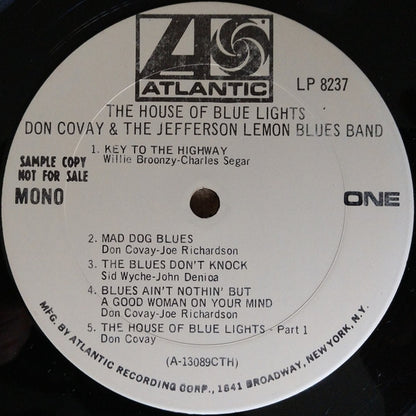 A
ATLANTIC
LP 8237
THE HOUSE OF BLUE LIGHTS
DON COVAY & THE JEFFERSON LEMON BLUES BAND
1. KEY TO THE HIGHWAY
Willie Broonzy-Charles Segar
SAMPLE COPY
NOT FOR SALE
MONO
ONE
2. MAD DOG BLUES
Don Covay-Joe Richardson
3. THE BLUES DON'T KNOCK
Sid Wyche-John Denioa
4. BLUES AIN'T NOTHIN' BUT
A GOOD WOMAN ON YOUR MIND
Don Covay-Joe Richardson
5. THE HOUSE OF BLUE LIGHTS - Part 1
Don Covay
(A-13089CTH)
MFG. BY ATLANTIC RECORDING CORP., 1841 BROADWAY, NEW YORK, N.Y.